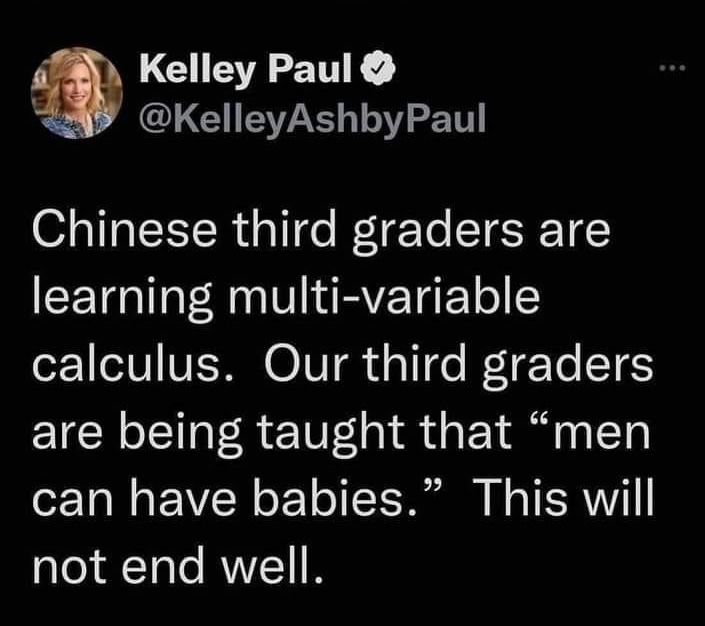 Kelley Paul
@KelleyAshbyPaul
Chinese third graders are
learning multi-variable
calculus.  Our third graders
are being taught that “men
can have babies.”  This will
not end well.